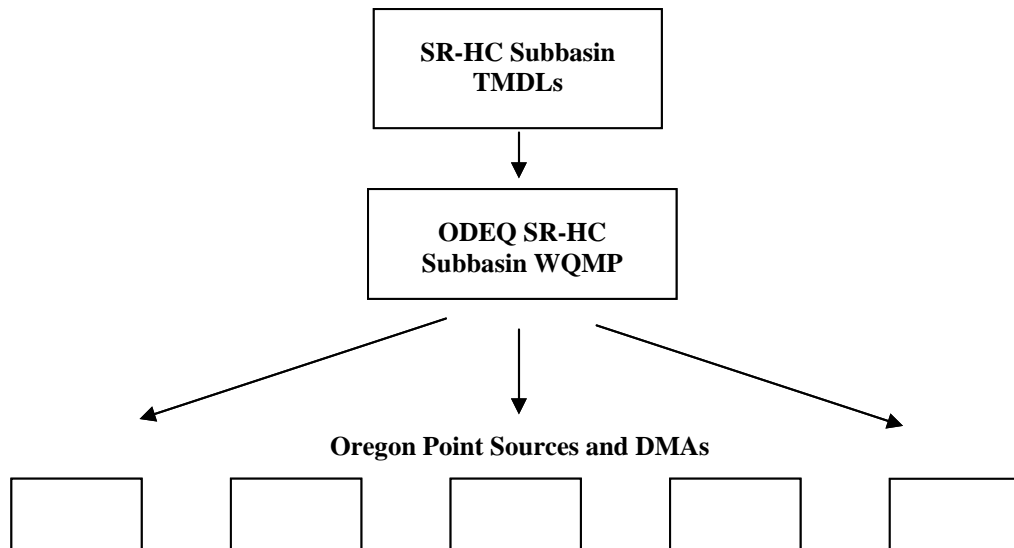 SR-HC Subbasin
TMDLs
ODEQ SR-HC
Subbasin WQMP
Oregon Point Sources and DMAs